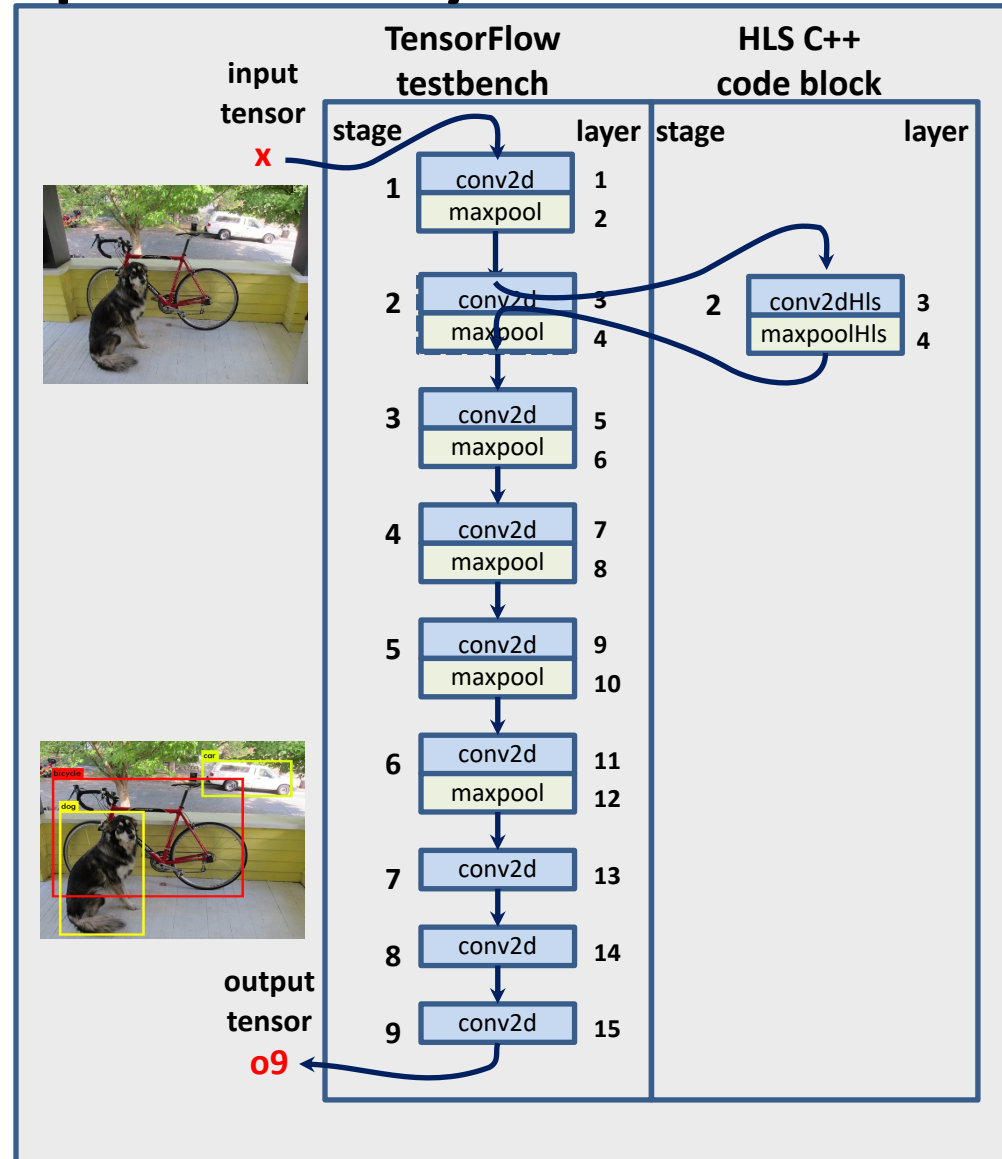 TensorFlow
testbench
HLS C++
code block
input
tensor
x
stage
layer
stage
layer
1
conv2d
1
maxpool
2
2
conv2d
3
maxpool
4
2
conv2dHls
3
maxpoolHls
4
3
conv2d
5
maxpool
6
4
conv2d
7
maxpool
8
5
conv2d
9
maxpool
10
6
conv2d
11
maxpool
12
car
bicycle
dog
7
conv2d
13
8
conv2d
14
output
tensor
o9
9
conv2d
15